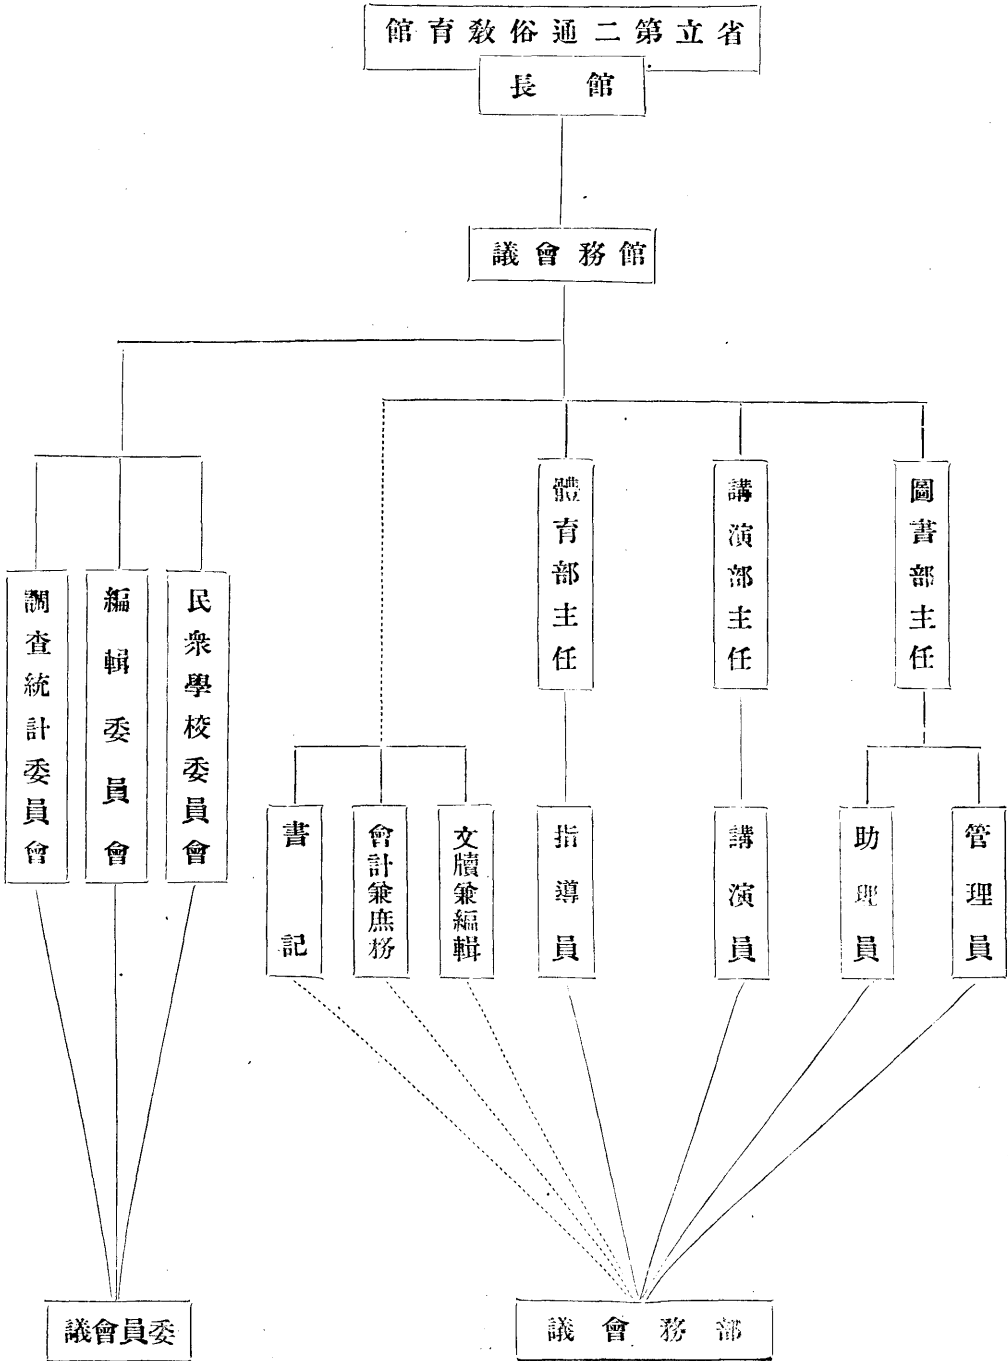 省立第二通俗教育館
館長
館務會議
圖書部主任
講演部主任
體育部主任
民衆學校委員會
編輯委員會
調查統計委員會
管理員
助理員
講演員
指導員
文牘兼編輯
會計兼庶務
書記
部務會議
委員會議